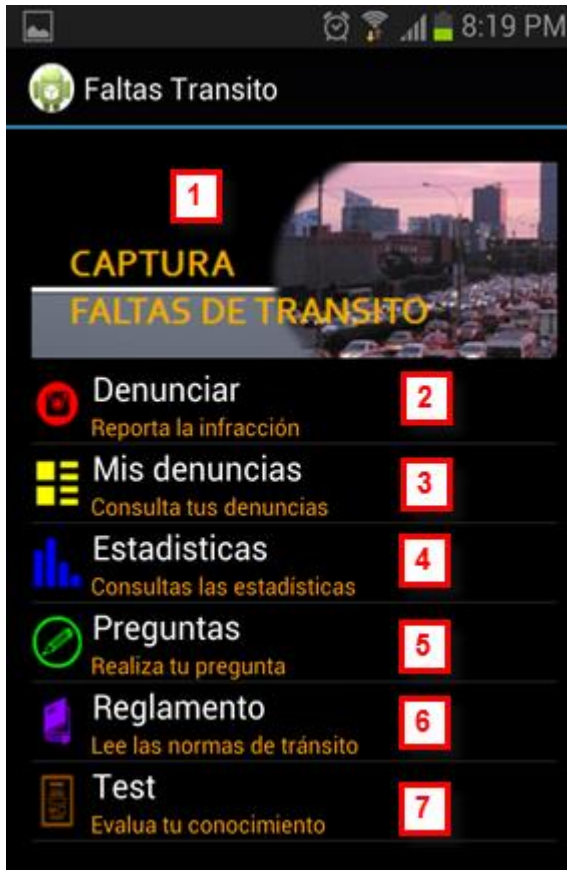 8:19 PM
Faltas Transito
1
CAPTURA
FALTAS DE TRANSITO
Denunciar
2
Reporta la infracción
Mis denuncias
3
Consulta tus denuncias
Estadisticas
4
Consultas las estadísticas
Preguntas
5
Realiza tu pregunta
Reglamento
6
Lee las normas de tránsito
Test
7
Evalua tu conocimiento